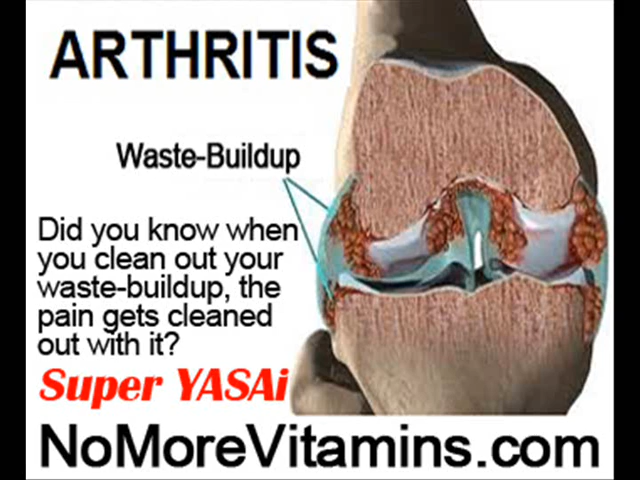 ARTHRITIS
Waste-Buildup
Did you know when
you clean out your
waste-buildup, the
pain gets cleaned
out with it?
Super YASAi
NoMoreVitamins.com